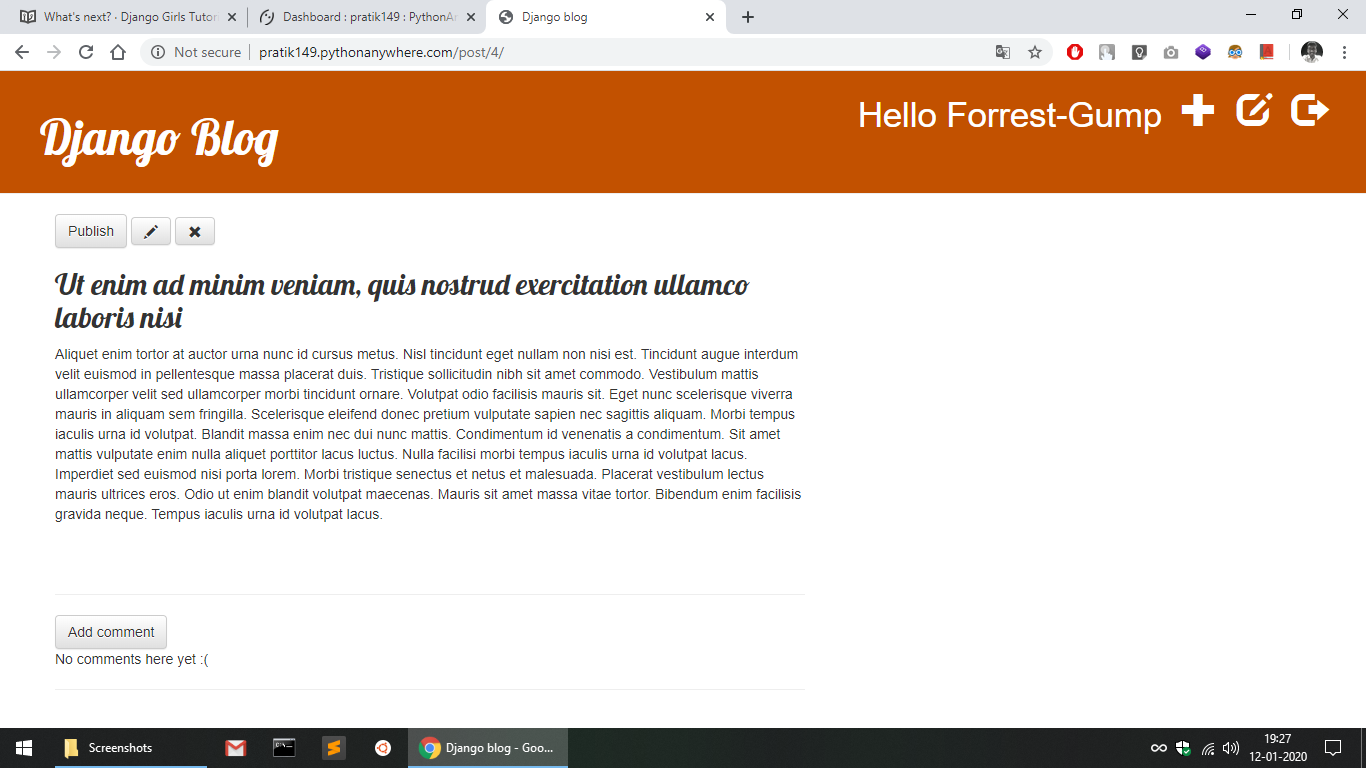 What's next? · Django Girls Tutor
Dashboard : pratik149 : PythonAn
Django blog
Not secure
pratik149.pythonanywhere.com/post/4/
Django Blog
Hello Forrest-Gump
Publish
Ut enim ad minim veniam, quis nostrud exercitation ullamco
laboris nisi
Aliquet enim tortor at auctor urna nunc id cursus metus. Nisl tincidunt eget nullam non nisi est. Tincidunt augue interdum
velit euismod in pellentesque massa placerat duis. Tristique sollicitudin nibh sit amet commodo. Vestibulum mattis
ullamcorper velit sed ullamcorper morbi tincidunt ornare. Volutpat odio facilisis mauris sit. Eget nunc scelerisque viverra
mauris in aliquam sem fringilla. Scelerisque eleifend donec pretium vulputate sapien nec sagittis aliquam. Morbi tempus
iaculis urna id volutpat. Blandit massa enim nec dui nunc mattis. Condimentum id venenatis a condimentum. Sit amet
mattis vulputate enim nulla aliquet porttitor lacus luctus. Nulla facilisi morbi tempus iaculis urna id volutpat lacus.
Imperdiet sed euismod nisi porta lorem. Morbi tristique senectus et netus et malesuada. Placerat vestibulum lectus
mauris ultrices eros. Odio ut enim blandit volutpat maecenas. Mauris sit amet massa vitae tortor. Bibendum enim facilisis
gravida neque. Tempus iaculis urna id volutpat lacus.
Add comment
No comments here yet :(
Screenshots
Django blog - Goo...
19:27
12-01-2020